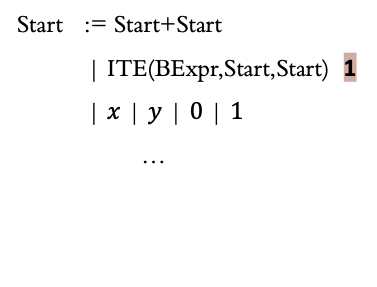 Start := Start+Start
| ITE(BExpr,Start,Start) 1
| x | y | 0 | 1
…